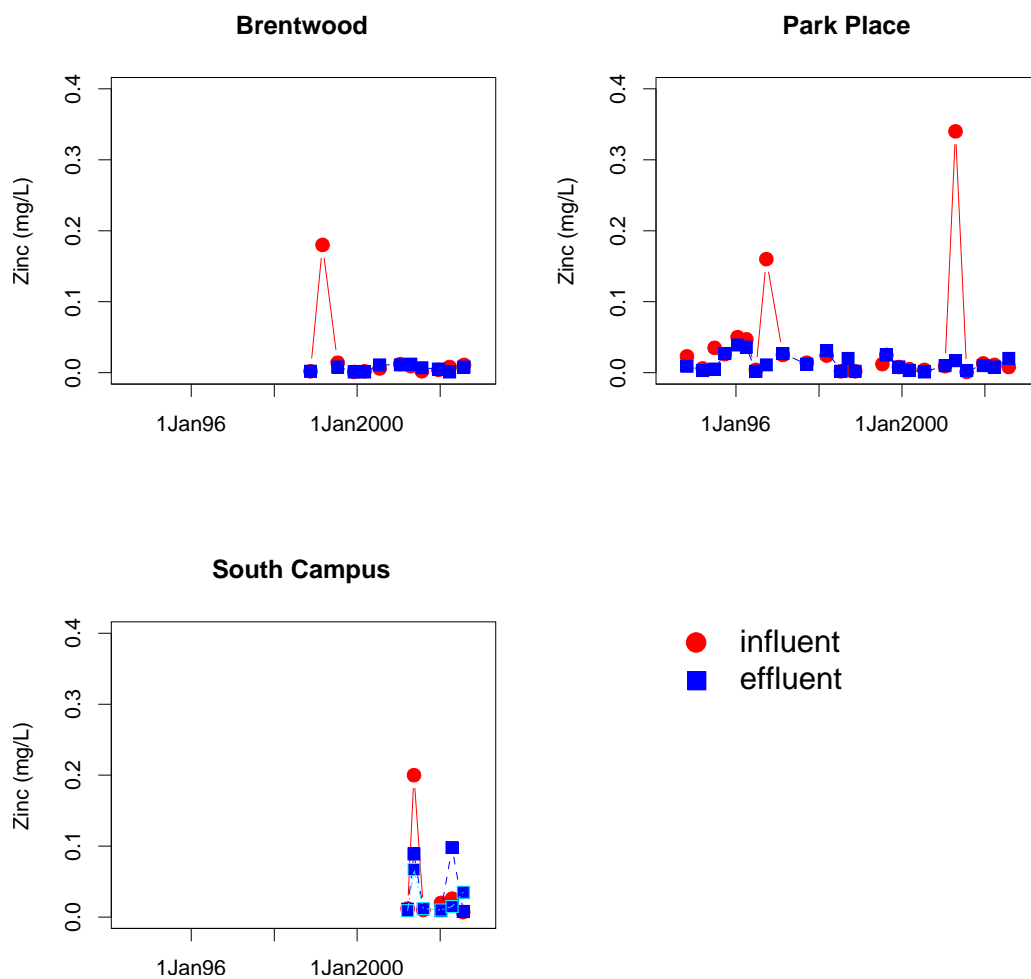 Brentwood
Zinc (mg/L)
0.4
0.3
0.2
0.1
0.0
1Jan96 1Jan2000
Park Place
Zinc (mg/L)
0.4
0.3
0.2
0.1
0.0
1Jan96 1Jan2000
South Campus
Zinc (mg/L)
0.4
0.3
0.2
0.1
0.0
1Jan96 1Jan2000
influent
effluent